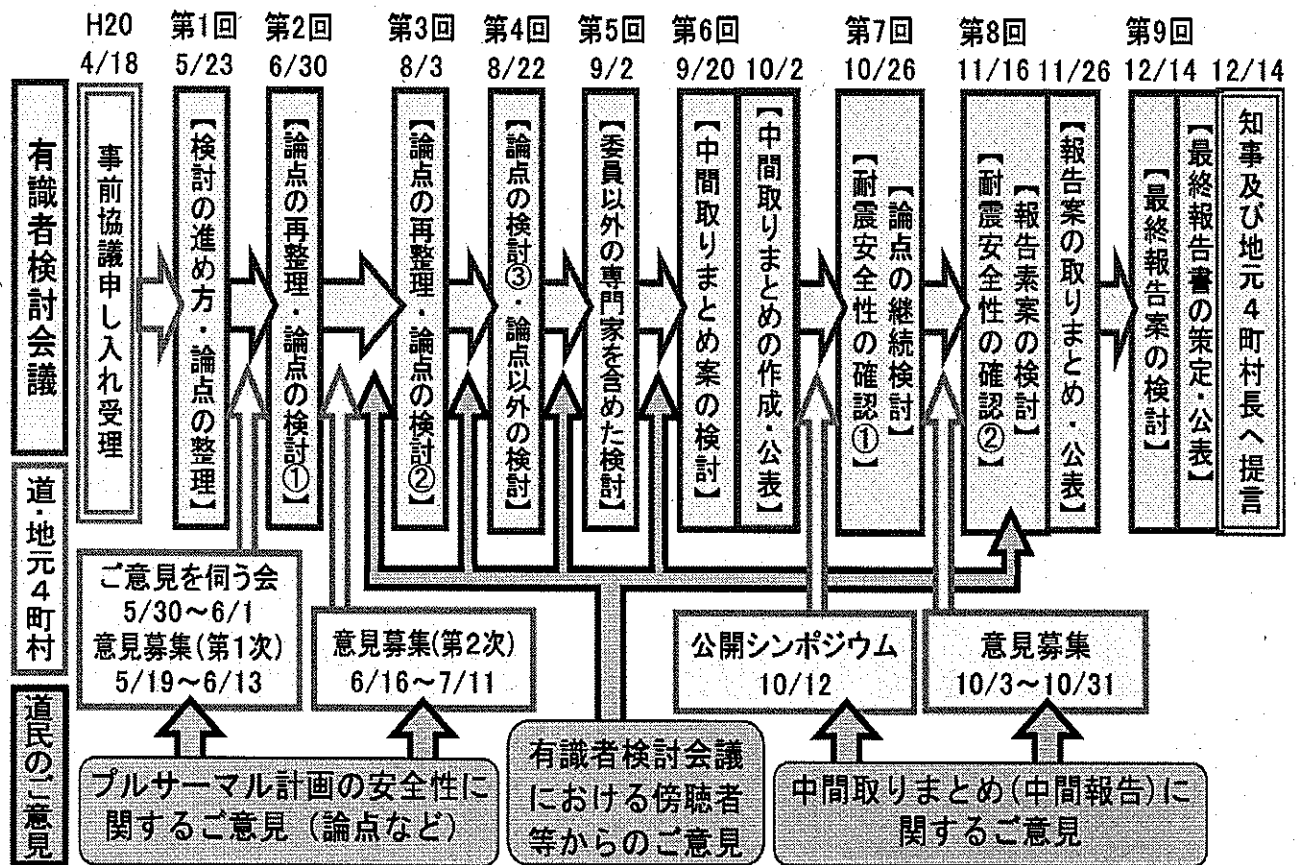 H20 第1回 第2回 第3回 第4回 第5回 第6回 第7回 第8回 第9回
4/18 5/23 6/30 8/3 8/22 9/2 9/20 10/2 10/26 11/16 11/26 12/14 12/14
有識者検討会議
事前協議申し入れ受理
【検討の進め方・論点の整理】
【論点の再整理・論点の検討①】
【論点の再整理・論点の検討②】
【論点の検討③・論点以外の検討】
【委員以外の専門家を含めた検討】
【中間取りまとめ案の検討】
【中間取りまとめの作成・公表】
【論点の継続検討】
【耐震安全性の確認①】
【報告素案の検討】
【耐震安全性の確認②】
【報告案の取りまとめ・公表】
【最終報告案の検討】
【最終報告書の策定・公表】
知事及び地元4町村長へ提言
道・地元4町村
ご意見を伺う会
5/30～6/1
意見募集(第1次)
5/19～6/13
意見募集(第2次)
6/16～7/11
公開シンポジウム
10/12
意見募集
10/3～10/31
道民のご意見
プルサーマル計画の安全性に
関するご意見（論点など）
有識者検討会議
における傍聴者
等からのご意見
中間取りまとめ(中間報告)に
関するご意見